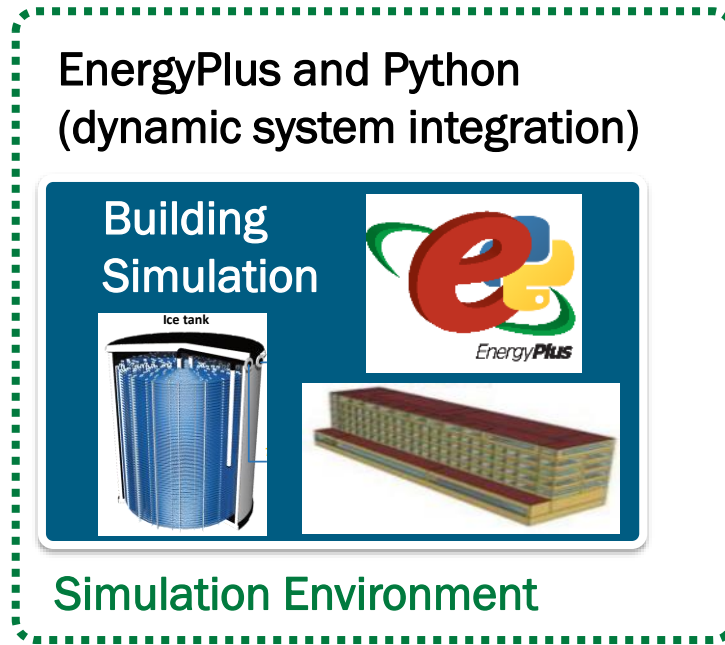 EnergyPlus and Python
(dynamic system integration)
Building
Simulation
Ice tank
e
EnergyPlus
Simulation Environment